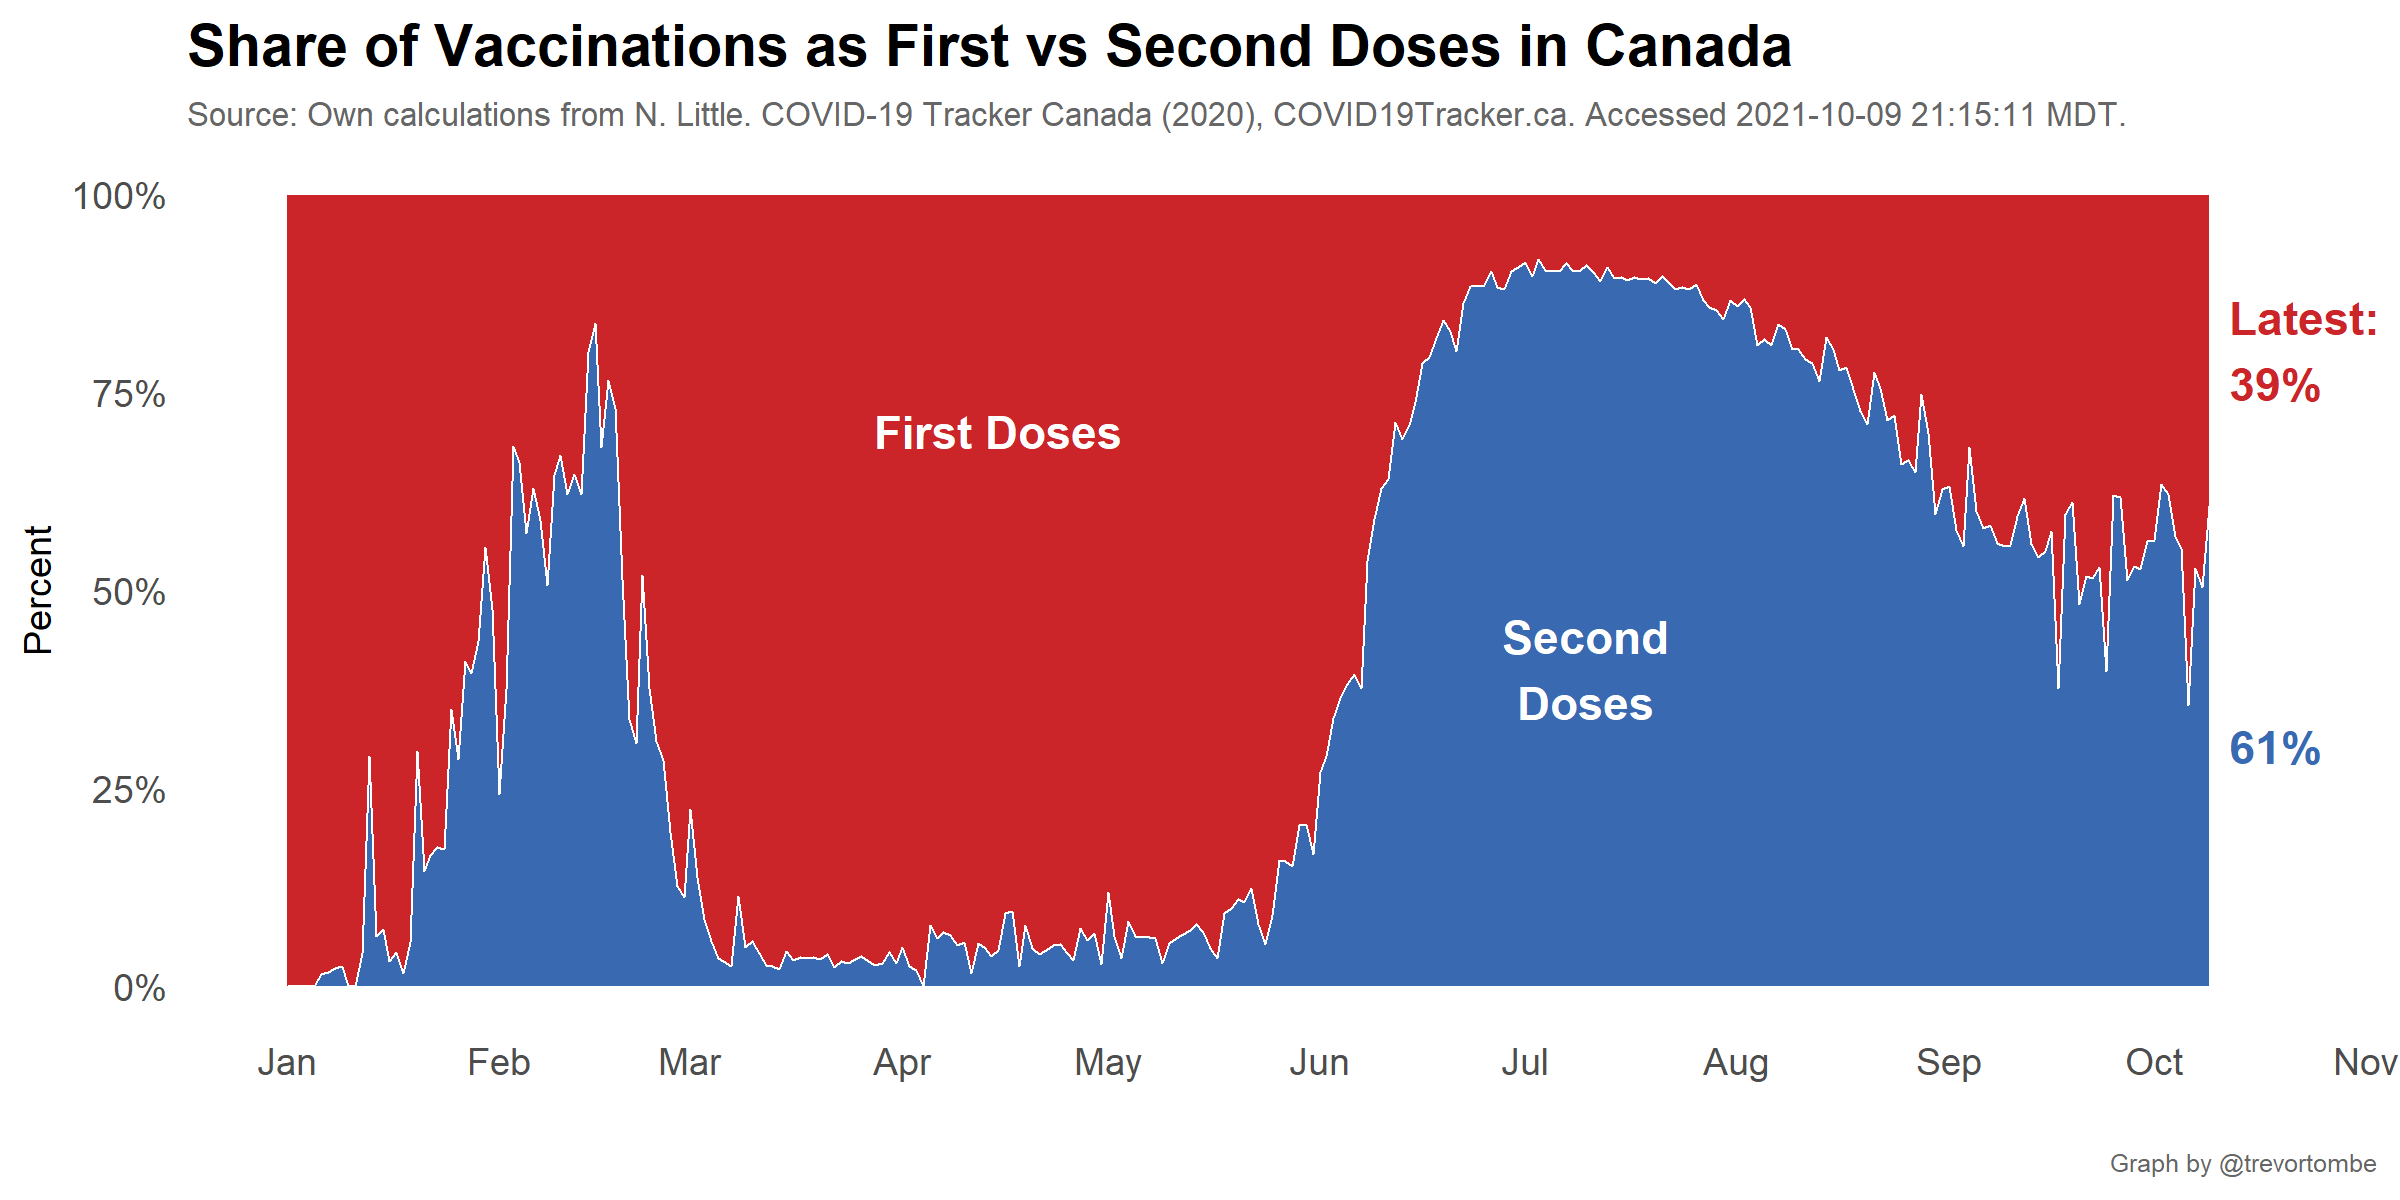 Share of Vaccinations as First vs Second Doses in Canada
Source: Own calculations from N. Little. COVID-19 Tracker Canada (2020), COVID19Tracker.ca. Accessed 2021-10-09 21:15:11 MDT.
Percent
100%
75%
50%
25%
0%
First Doses
Second
Doses
Latest:
39%
61%
Jan Feb Mar Apr May Jun Jul Aug Sep Oct Nov
Graph by @trevortombe